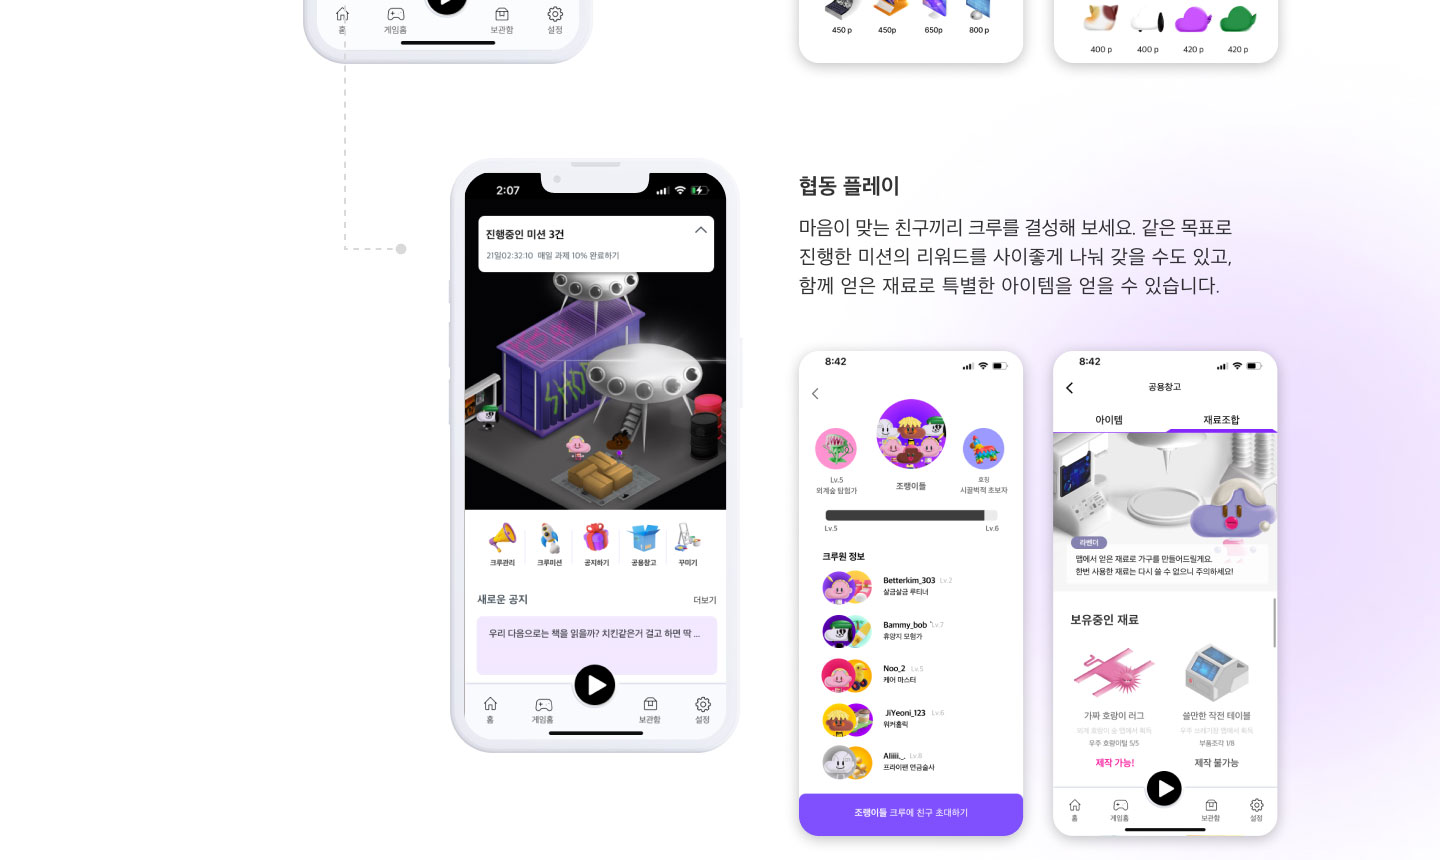 홈
게임홈
보관함
설정
450 p
450p
650p
800 p
400 p
400 p
420 p
420 p
협동 플레이
마음이 맞는 친구끼리 크루를 결성해 보세요. 같은 목표로
진행한 미션의 리워드를 사이좋게 나눠 갖을 수도 있고,
함께 얻은 재료로 특별한 아이템을 얻을 수 있습니다.
2:07
진행중인 미션 3건
21일02:32:10 매일 과제 10% 완료하기
SHOP
크루관리
크루미션
공지하기
공용창고
꾸미기
새로운 공지
더보기
우리 다음으로는 책을 읽을까? 치킨같은거 걸고 하면 딱 ...
홈
게임홈
보관함
설정
8:42
Lv.5
외계숲 탐험가
조랭이들
호칭
시끌벅적 초보자
Lv.5
Lv.6
크루원 정보
Betterkim_303 Lv.2
살금살금 루티너
Bammy_bob Lv.7
휴양지 모험가
Noo_2 Lv.5
케어 마스터
JiYeoni_123 Lv.6
워커홀릭
Aliiii._. Lv.8
프라이팬 연금술사
조랭이들 크루에 친구 초대하기
8:42
공용창고
아이템
재료조합
라벤더
맵에서 얻은 재료로 가구를 만들어드릴게요.
한번 사용한 재료는 다시 쓸 수 없으니 주의하세요!
보유중인 재료
가짜 호랑이 러그
쓸만한 작전 테이블
우주 호랑이털 5/5
부품조각 1/8
제작 가능!
제작 불가능
홈
게임홈
보관함
설정